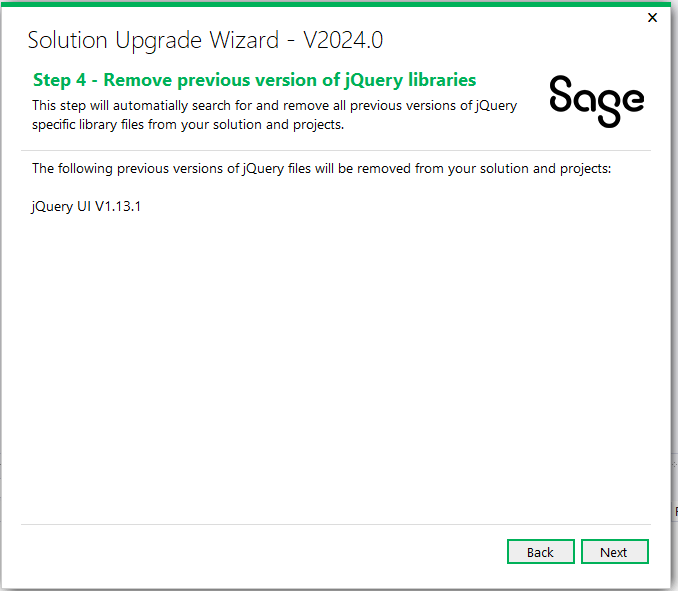 Solution Upgrade Wizard - V2024.0
Step 4 - Remove previous version of jQuery libraries
This step will automatially search for and remove all previous versions of jQuery
specific library files from your solution and projects.
Sage
The following previous versions of jQuery files will be removed from your solution and projects:
jQuery UI V1.13.1
Back
Next